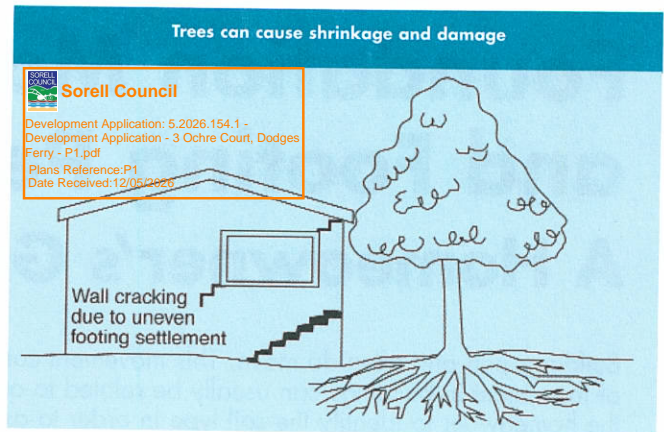 Trees can cause shrinkage and damage
SORELL
COUNCIL
Sorell Council
Development Application: 5.2026.154.1 -
Development Application - 3 Ochre Court, Dodges
Ferry - P1.pdf
Plans Reference:P1
Date Received:12/05/2026
Wall cracking
due to uneven
footing settlement